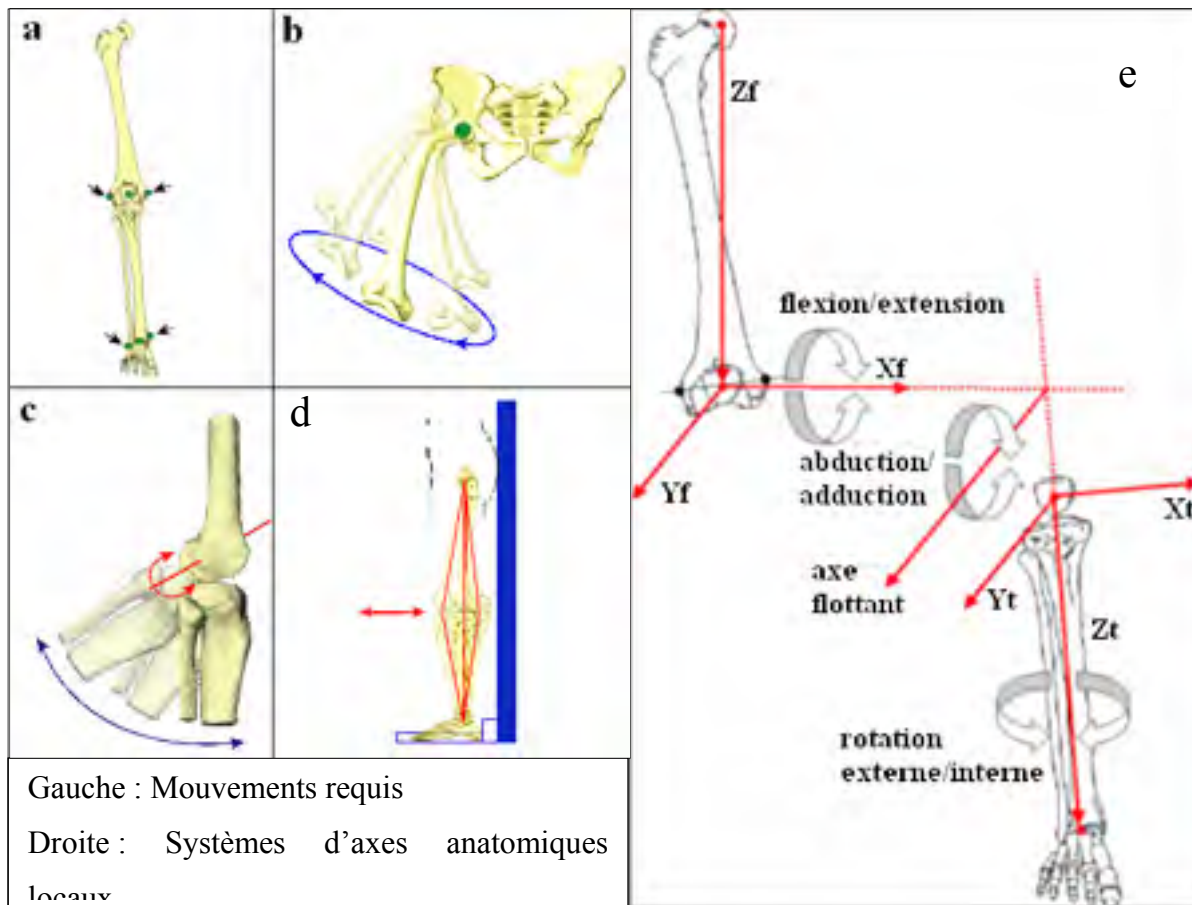 a
b
c
d
Gauche : Mouvements requis
Droite : Systèmes d'axes anatomiques
locaux
e
Zf
flexion/extension
Xf
Yf
abduction/
adduction
Xt
axe
flottant
Yt
Zt
rotation
externe/interne